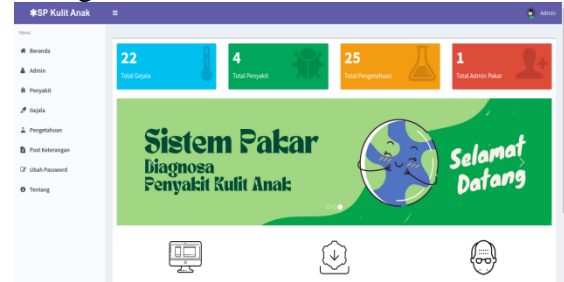 SP Kulit Anak
Admin
Menu
Beranda
Admin
Penyakit
Gejala
Pengetahuan
Post Keterangan
Ubah Password
Tentang
22
Total Gejala
4
Total Penyakit
25
Total Pengetahuan
1
Total Admin Pakar
Sistem Pakar
Diagnosa
Penyakit Kulit Anak
Selamat
Datang